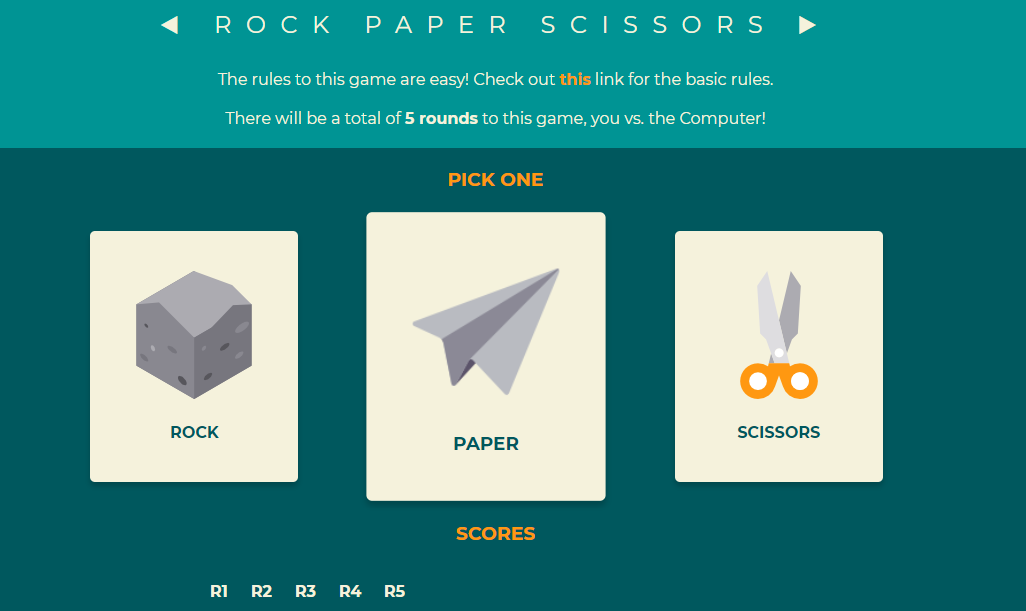 ROCK PAPER SCISSORS
The rules to this game are easy! Check out this link for the basic rules.
There will be a total of 5 rounds to this game, you vs. the Computer!
PICK ONE
ROCK
PAPER
SCISSORS
SCORES
R1 R2 R3 R4 R5